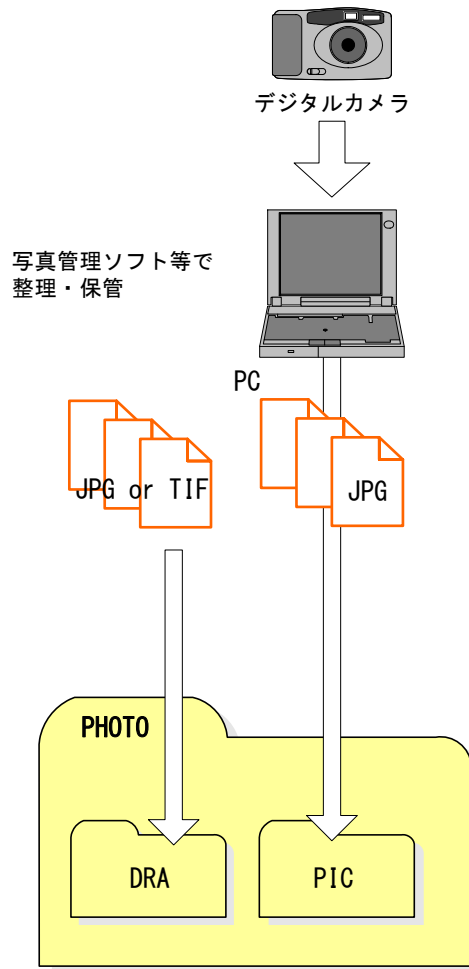 デジタルカメラ
写真管理ソフト等で
整理・保管
PC
JPG or TIF
JPG
PHOTO
DRA
PIC